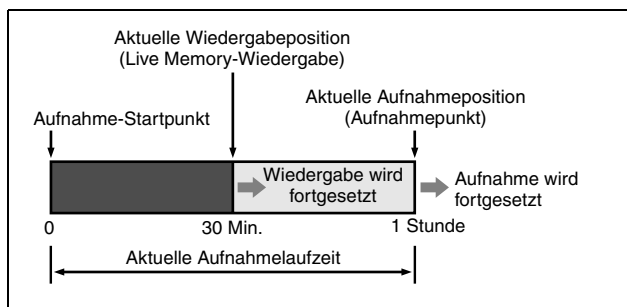 Aktuelle Wiedergabeposition
(Live Memory-Wiedergabe)
Aktuelle Aufnahmeposition
(Aufnahmepunkt)
Aufnahme-Startpunkt
Wiedergabe wird
fortgesetzt
Aufnahme wird
fortgesetzt
0
30 Min.
1 Stunde
Aktuelle Aufnahmelaufzeit